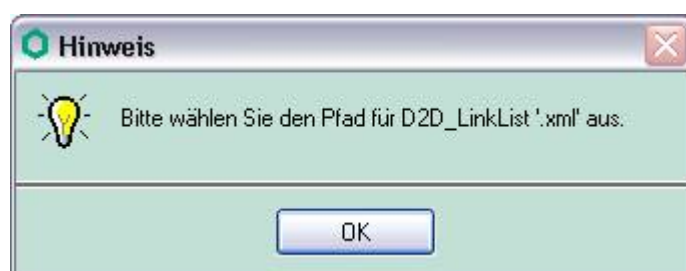 Hinweis
Bitte wählen Sie den Pfad für D2D_LinkList '.xml' aus.
OK